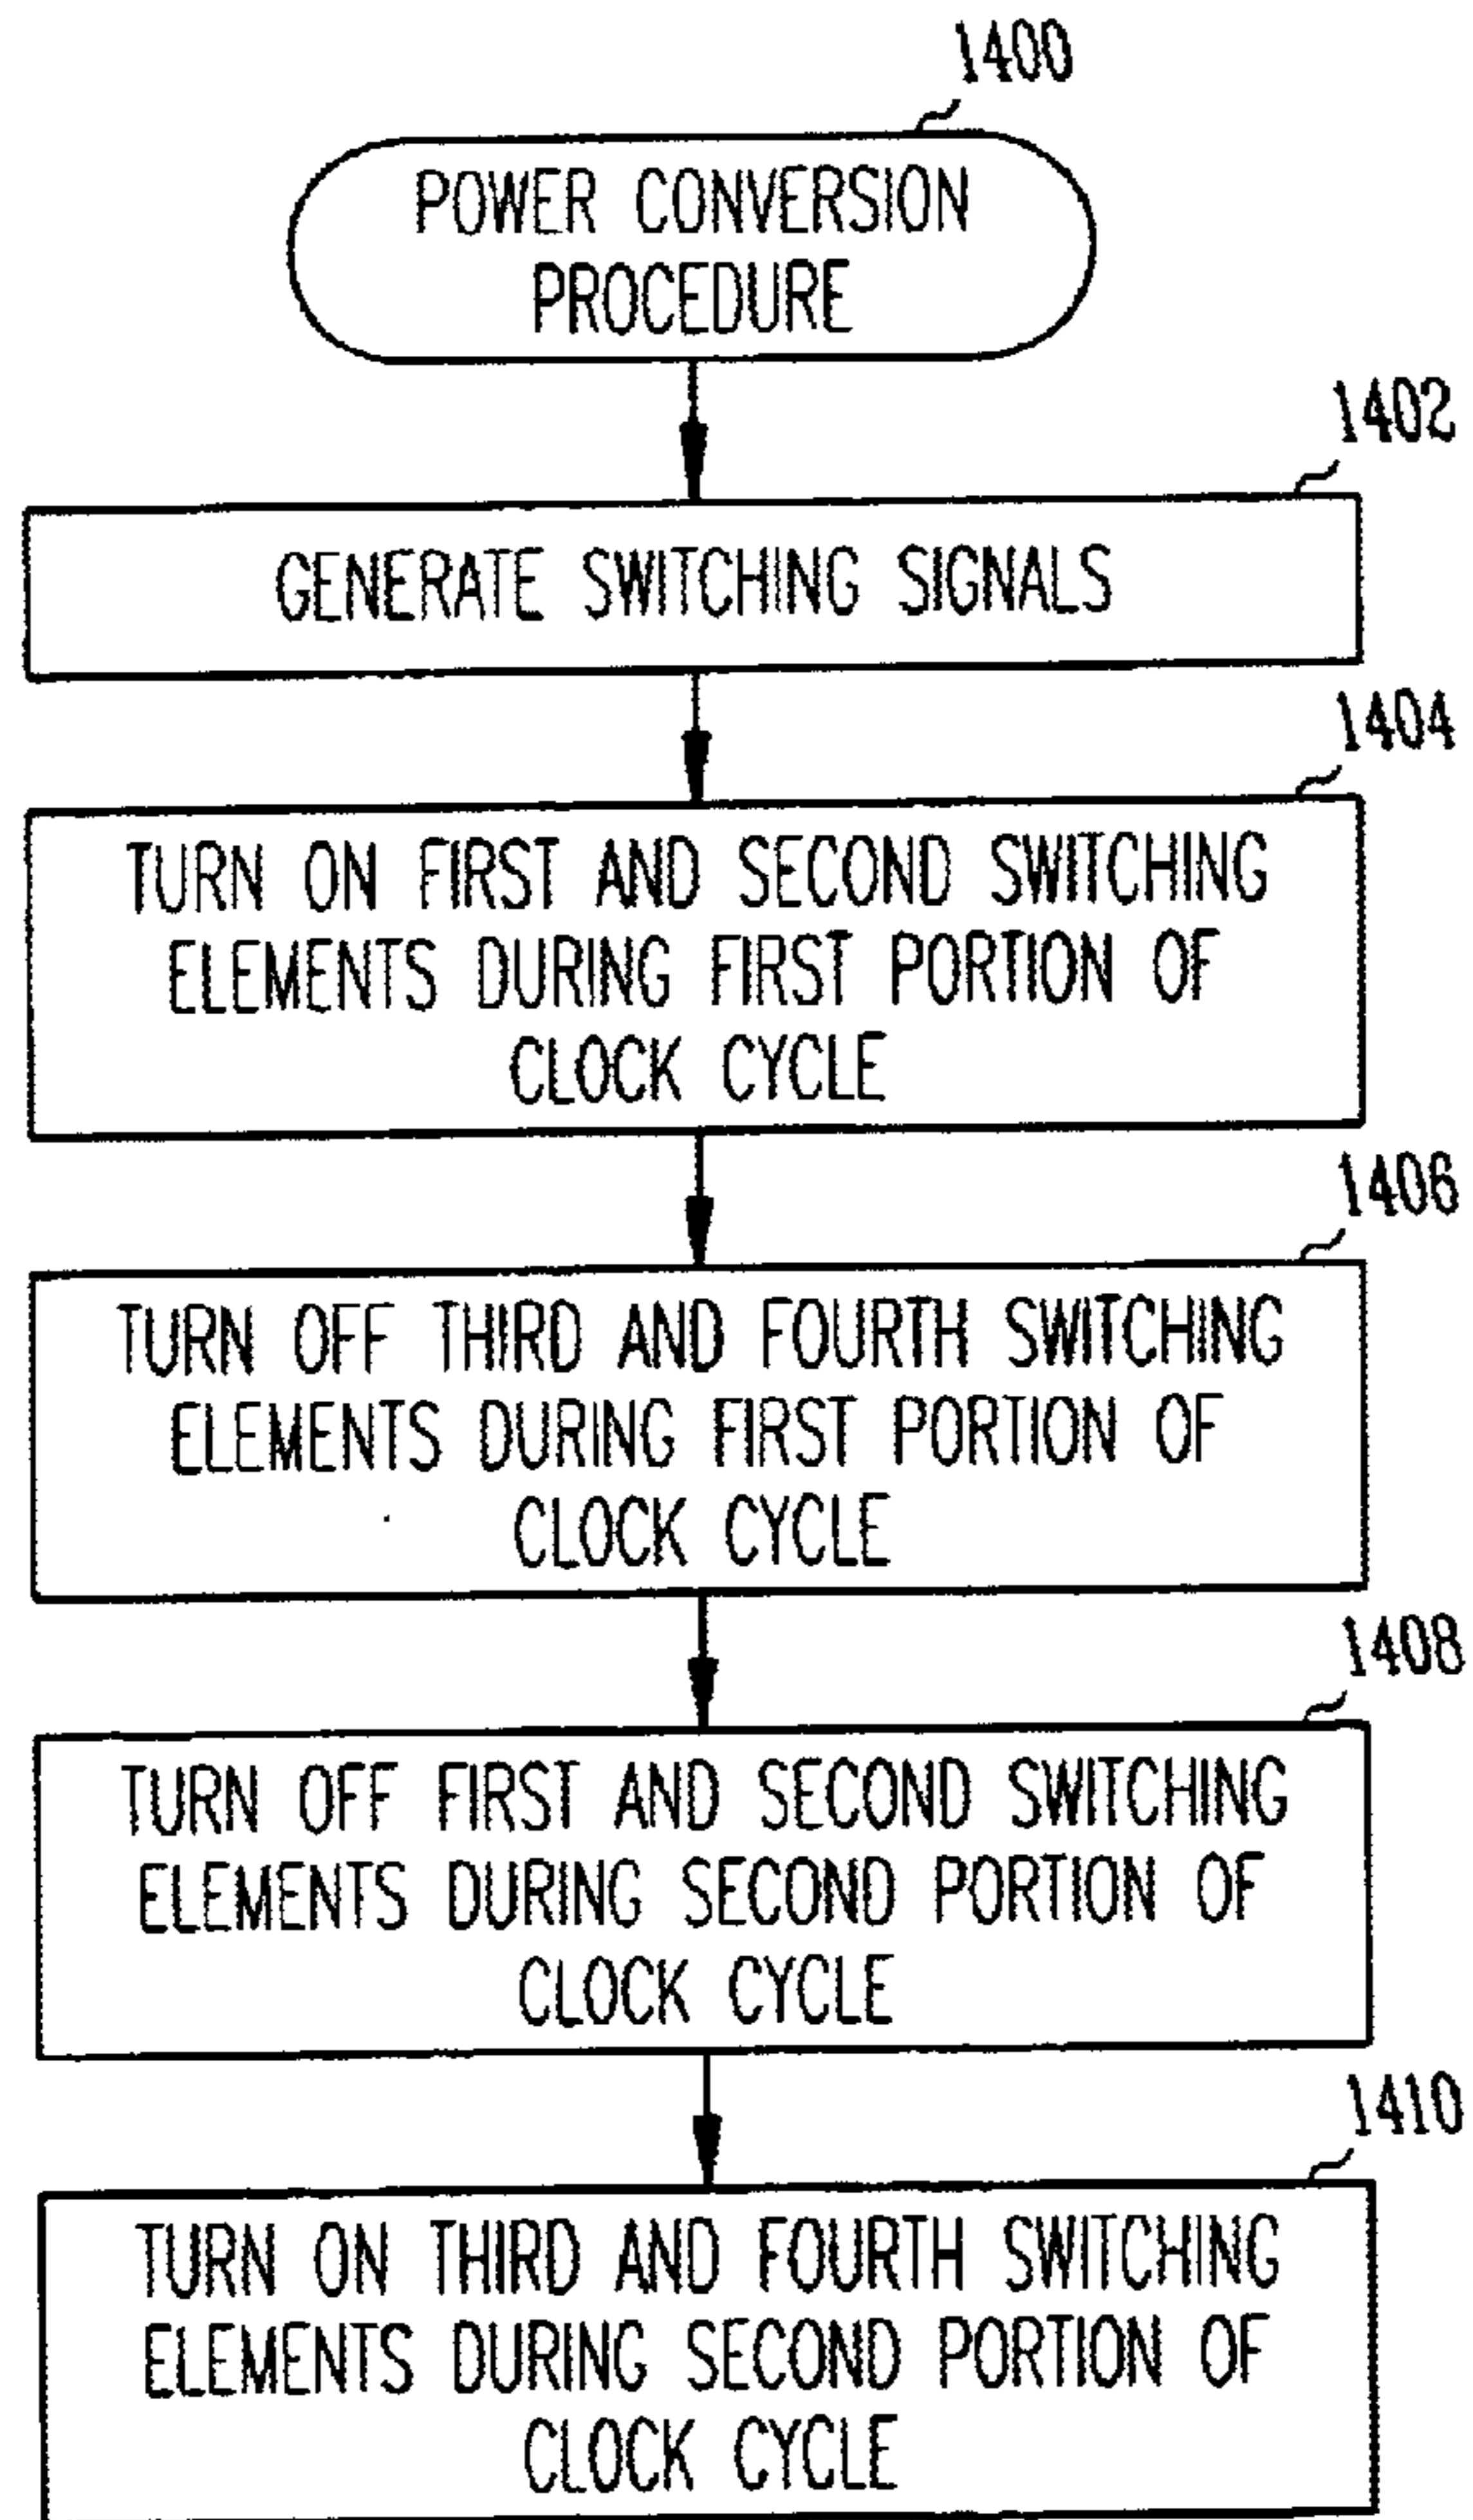 1400
POWER CONVERSION
PROCEDURE
1402
GENERATE SWITCHING SIGNALS
1404
TURN ON FIRST AND SECOND SWITCHING
ELEMENTS DURING FIRST PORTION OF
CLOCK CYCLE
1406
TURN OFF THIRD AND FOURTH SWITCHING
ELEMENTS DURING FIRST PORTION OF
CLOCK CYCLE
1408
TURN OFF FIRST AND SECOND SWITCHING
ELEMENTS DURING SECOND PORTION OF
CLOCK CYCLE
1410
TURN ON THIRD AND FOURTH SWITCHING
ELEMENTS DURING SECOND PORTION OF
CLOCK CYCLE